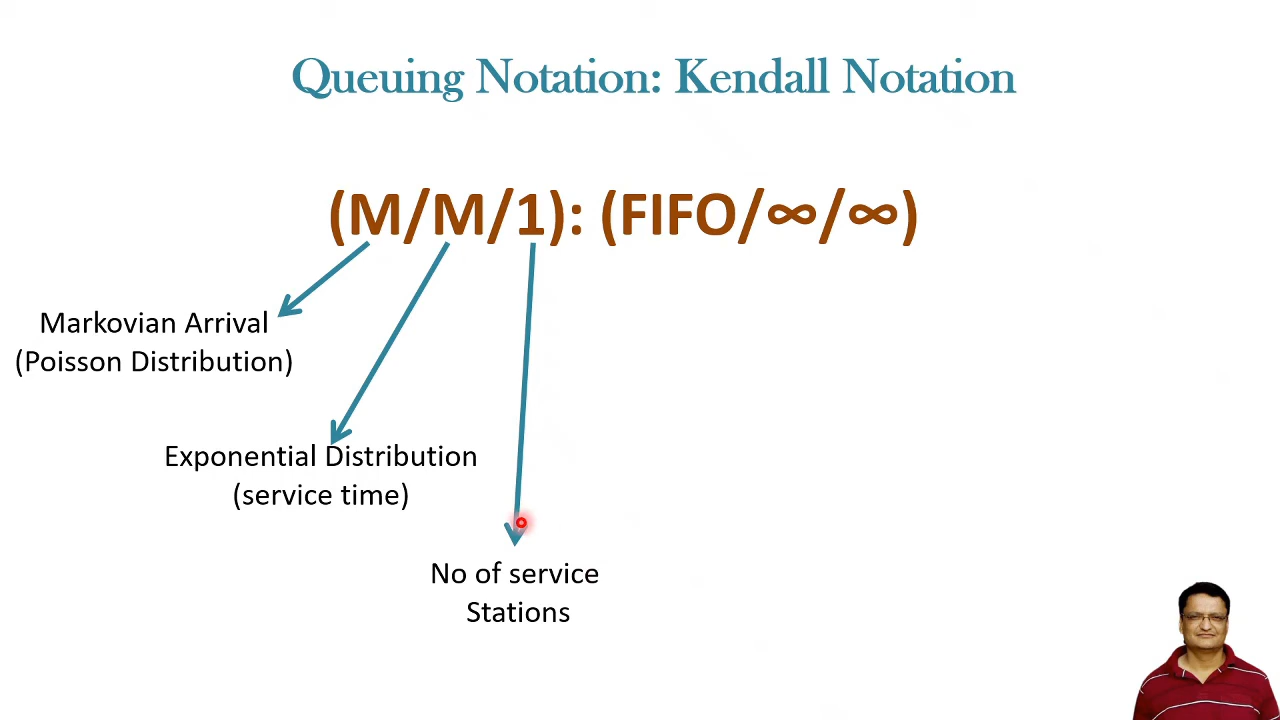 Queuing Notation: Kendall Notation
(M/M/1): (FIFO/∞/∞)
Markovian Arrival
(Poisson Distribution)
Exponential Distribution
(service time)
No of service
Stations